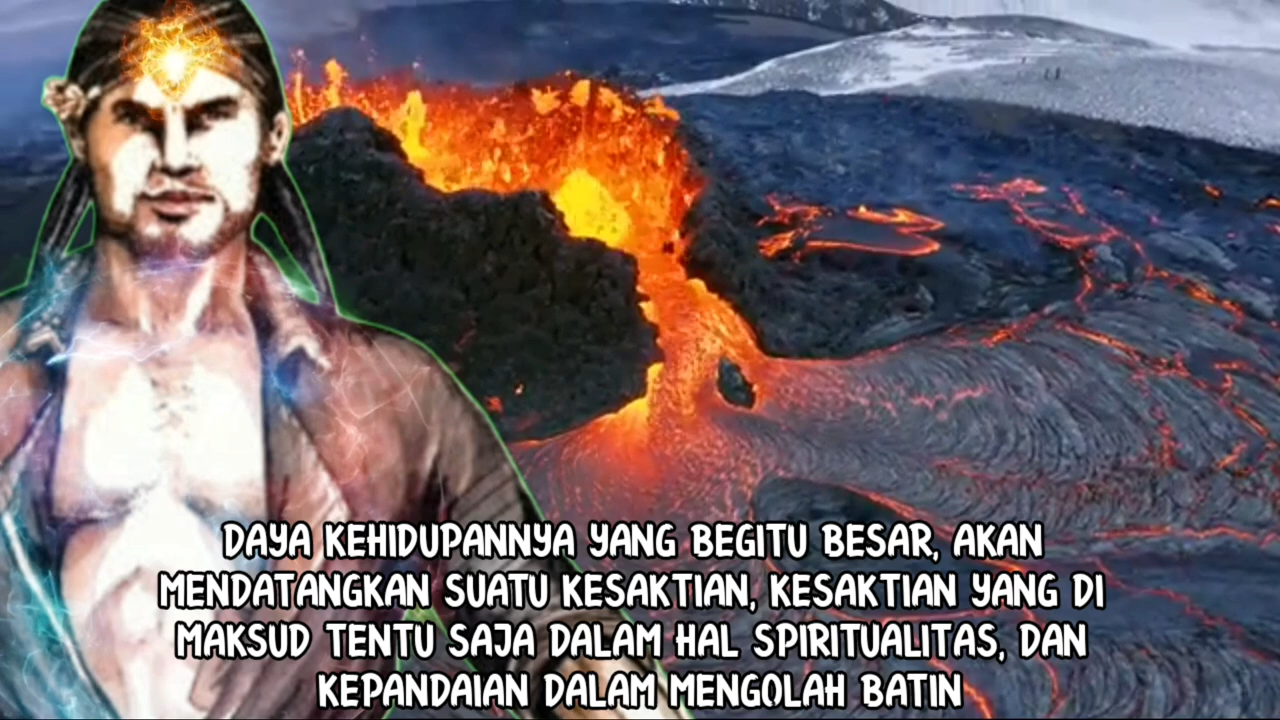 DAYA KEHIDUPANNYA YANG BEGITU BESAR, AKAN
MENDATANGKAN SUATU KESAKTIAN, KESAKTIAN YANG DI
MAKSUD TENTU SAJA DALAM HAL SPIRITUALITAS, DAN
KEPANDAIAN DALAM MENGOLAH BATIN